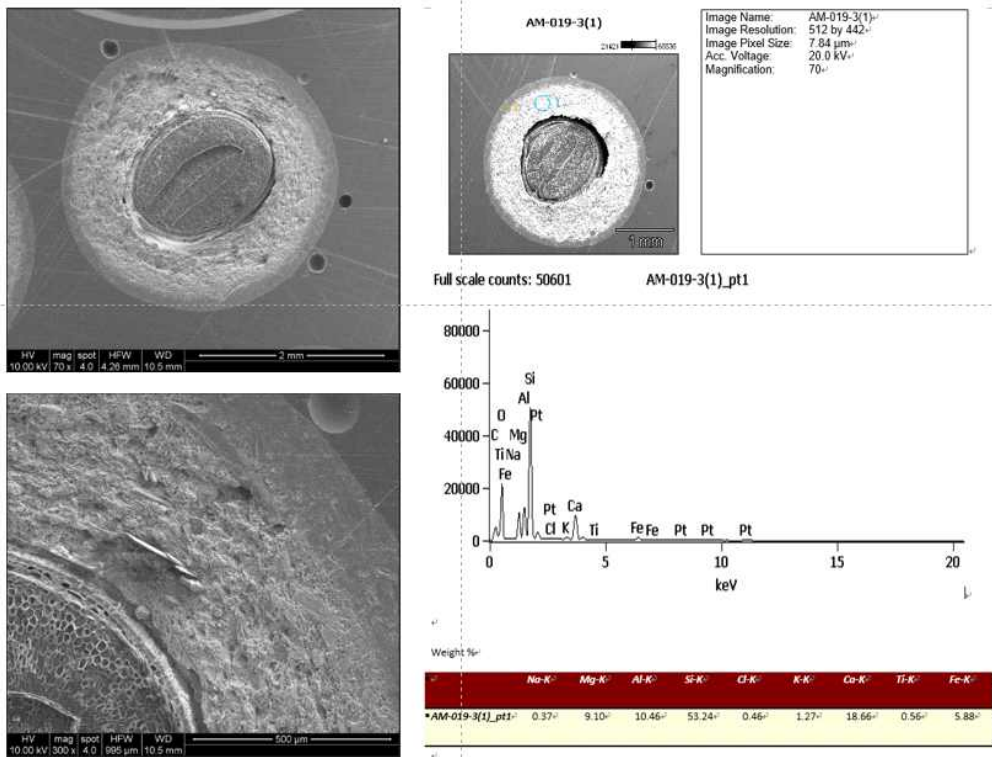 HV mag spot HFW WD 2 mm
10.00 kV 70 x 4.0 4.26 mm 10.5 mm
HV mag spot HFW WD 500 µm
10.00 kV 300 x 4.0 995 µm 10.5 mm
AM-019-3(1)
65535
1 mm
Image Name: AM-019-3(1)
Image Resolution: 512 by 442
Image Pixel Size: 7.84 µm
Acc. Voltage: 20.0 kV
Magnification: 70
Full scale counts: 50601 AM-019-3(1)_pt1
80000
60000
40000
20000
0
Si
Al
O Pt
C Mg
Ti Na
Fe
Pt
Cl K Ca Ti Fe Fe Pt Pt Pt
0 5 10 15 20
keV
Weight %
Na-K Mg-K Al-K Si-K Cl-K K-K Ca-K Ti-K Fe-K
AM-019-3(1)_pt1 0.37 9.10 10.46 53.24 0.46 1.27 18.66 0.56 5.88